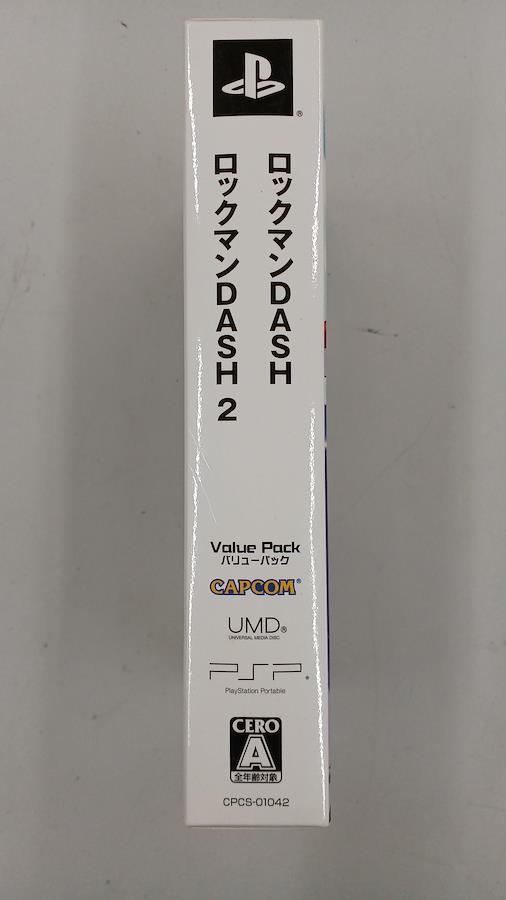 ロックマンDASH
ロックマンDASH 2
Value Pack
バリューパック
CAPCOM®
UMD®
UNIVERSAL MEDIA DISC
PSP®
PlayStation Portable
CERO
A
全年齢対象
CPCS-01042